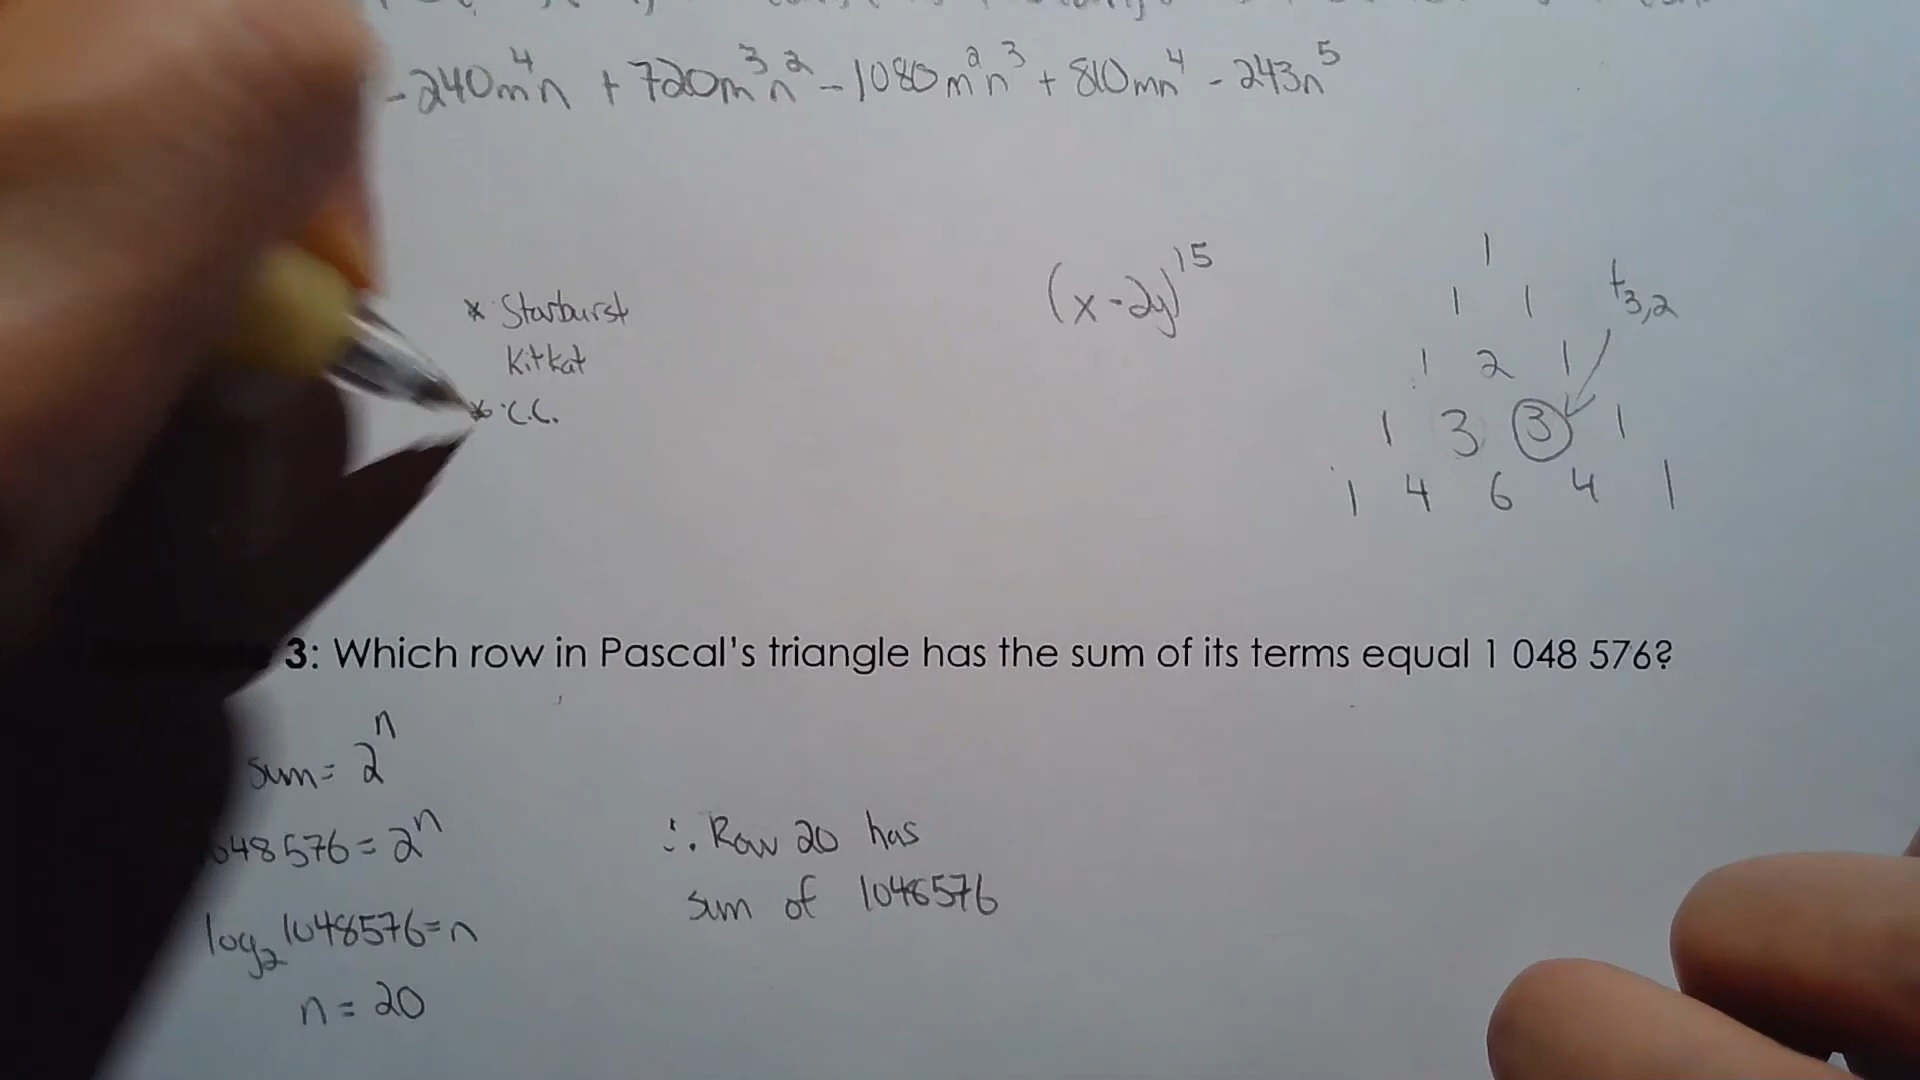 - 240m⁴n + 720m³n² - 1080m²n³ + 810mn⁴ - 243n⁵
* Starburst
Kitkat
* C.C.
(x - 2y)¹⁵
1
1 1
t₃,₂
1 2 1
1 3 3 1
1 4 6 4 1
3: Which row in Pascal's triangle has the sum of its terms equal 1 048 576?
sum = 2ⁿ
048 576 = 2ⁿ
log₂ 1048576 = n
n = 20
∴ Row 20 has
sum of 1048576